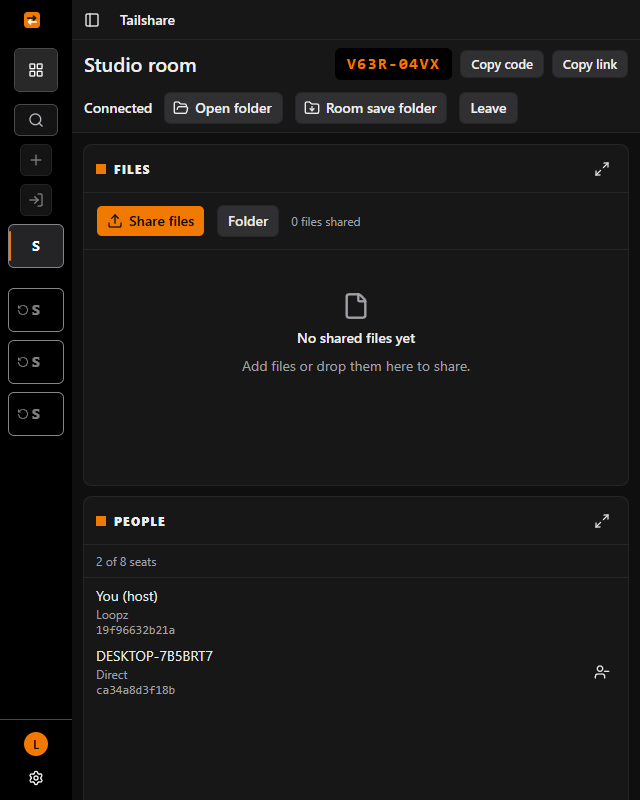 Tailshare
Studio room
V63R-04VX
Copy code
Copy link
Connected
Open folder
Room save folder
Leave
S
S
S
S
FILES
Share files
Folder
0 files shared
No shared files yet
Add files or drop them here to share.
PEOPLE
2 of 8 seats
You (host)
Loopz
19f96632b21a
DESKTOP-7B5BRT7
Direct
ca34a8d3f18b
L